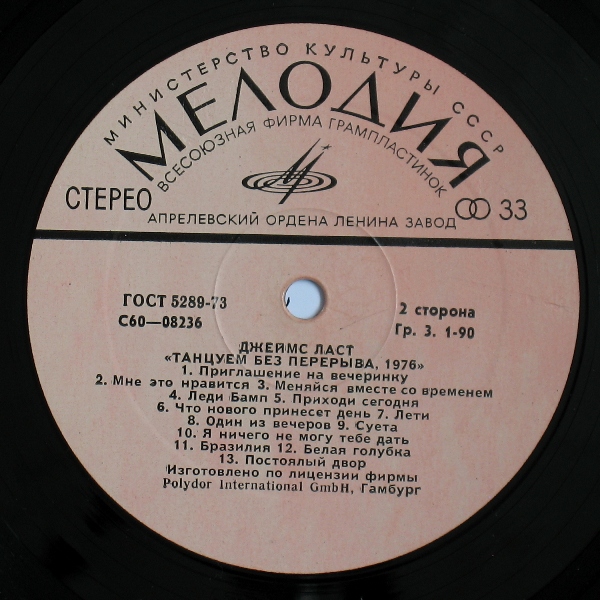 МИНИСТЕРСТВО КУЛЬТУРЫ СССР
МЕЛОДИЯ
ВСЕСОЮЗНАЯ ФИРМА ГРАМПЛАСТИНОК
СТЕРЕО
33
АПРЕЛЕВСКИЙ ОРДЕНА ЛЕНИНА ЗАВОД
ГОСТ 5289-73
2 сторона
С60—08236
Гр. 3. 1-90
ДЖЕЙМС ЛАСТ
«ТАНЦУЕМ БЕЗ ПЕРЕРЫВА, 1976»
1. Приглашение на вечеринку
2. Мне это нравится 3. Меняйся вместе со временем
4. Леди Бамп 5. Приходи сегодня
6. Что нового принесет день 7. Лети
8. Один из вечеров 9. Суета
10. Я ничего не могу тебе дать
11. Бразилия 12. Белая голубка
13. Постоялый двор
Изготовлено по лицензии фирмы
Polydor International GmbH, Гамбург